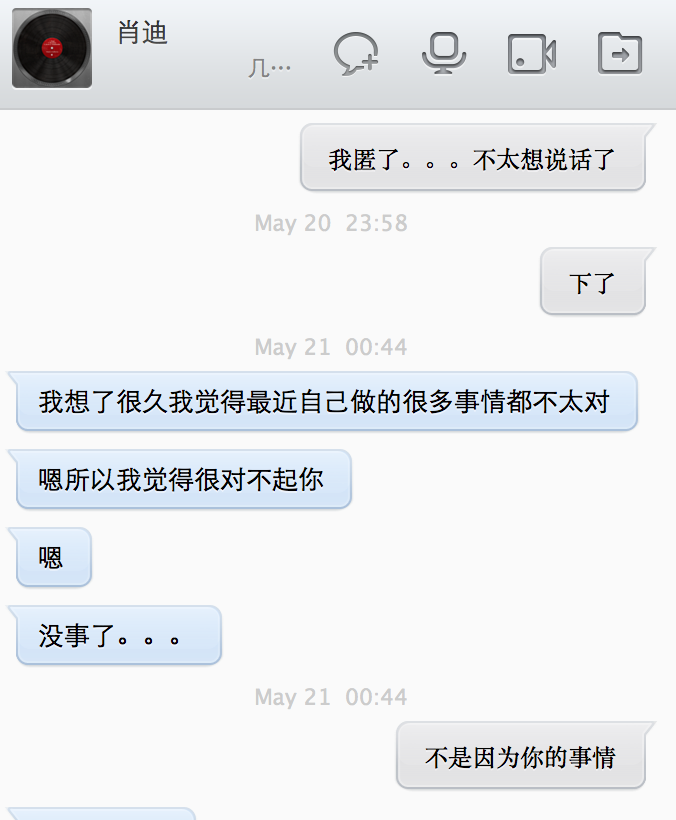 肖迪
几…
我匿了。。。不太想说话了
May 20 23:58
下了
May 21 00:44
我想了很久我觉得最近自己做的很多事情都不太对
嗯所以我觉得很对不起你
嗯
没事了。。。
May 21 00:44
不是因为你的事情